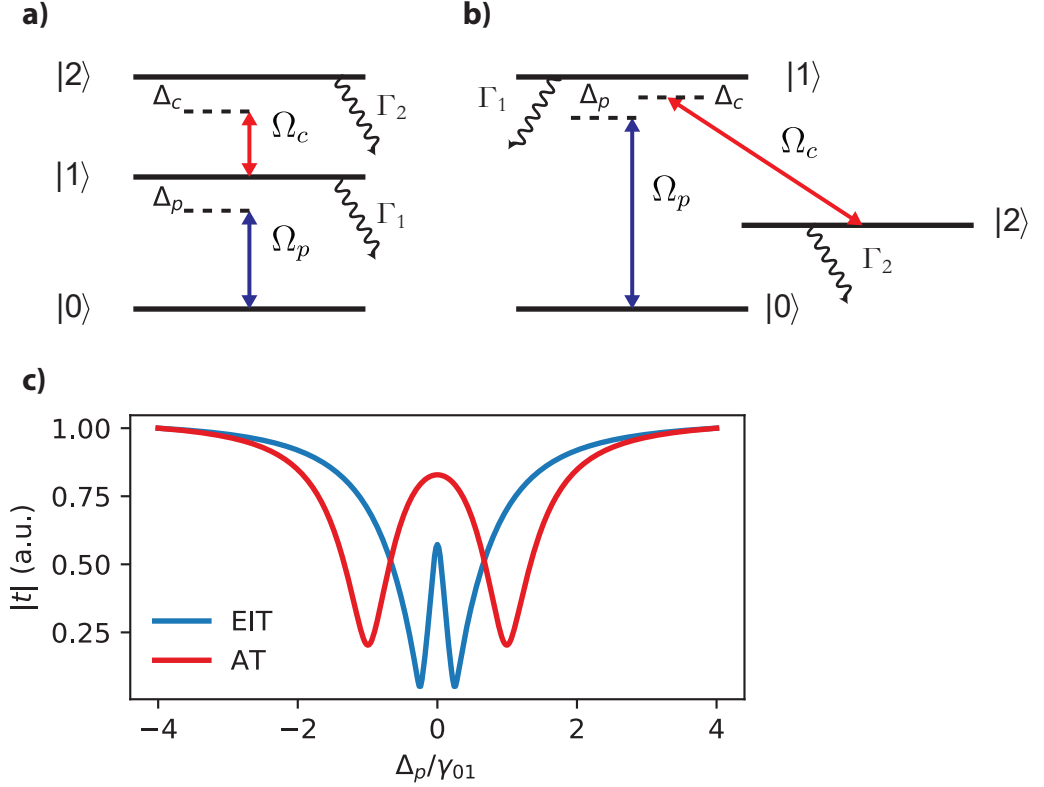 a)
|2⟩
Δc
Ωc
Γ2
|1⟩
Δp
Ωp
Γ1
|0⟩
b)
|1⟩
Γ1
Δp
Δc
Ωc
Ωp
|2⟩
Γ2
|0⟩
c)
1.00
0.75
0.50
0.25
|t| (a.u.)
EIT
AT
−4
−2
0
2
4
Δp/γ01